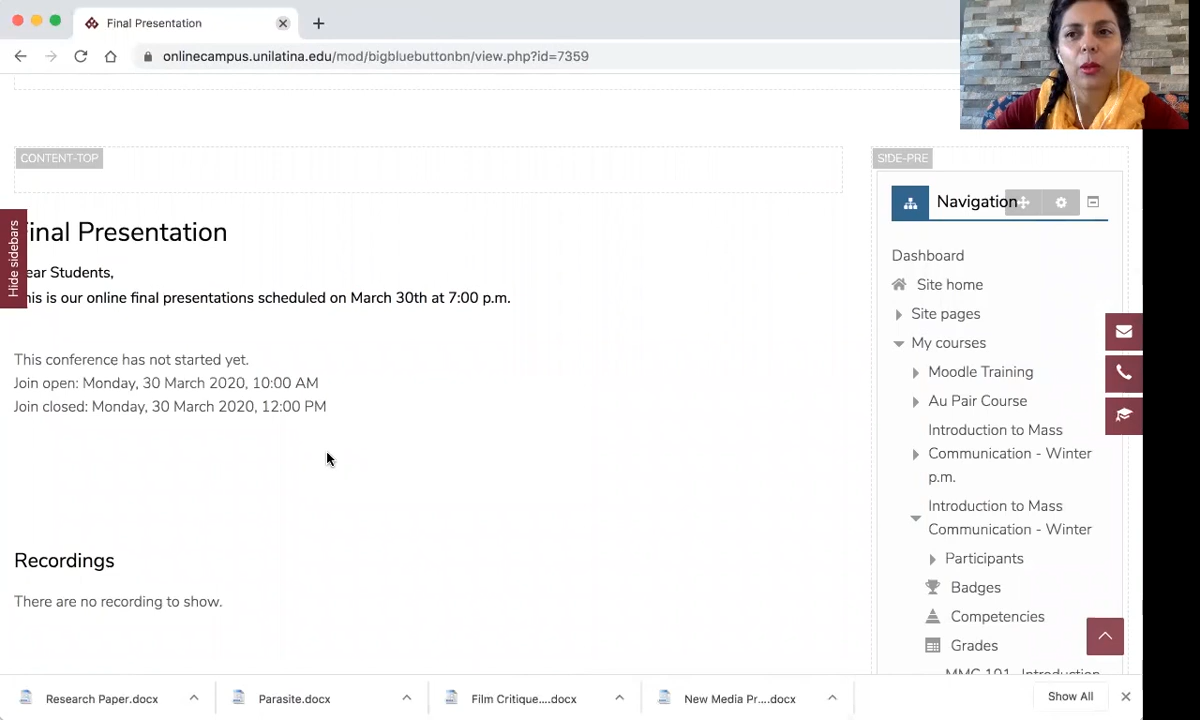 Final Presentation
onlinecampus.unilatina.edu/mod/bigbluebuttonbn/view.php?id=7359
CONTENT-TOP
SIDE-PRE
Hide sidebars
inal Presentation
ear Students,
his is our online final presentations scheduled on March 30th at 7:00 p.m.
This conference has not started yet.
Join open: Monday, 30 March 2020, 10:00 AM
Join closed: Monday, 30 March 2020, 12:00 PM
Recordings
There are no recording to show.
Navigation
Dashboard
Site home
Site pages
My courses
Moodle Training
Au Pair Course
Introduction to Mass
Communication - Winter
p.m.
Introduction to Mass
Communication - Winter
Participants
Badges
Competencies
Grades
MMC 101 - Introduction
Research Paper.docx
Parasite.docx
Film Critique....docx
New Media Pr....docx
Show All